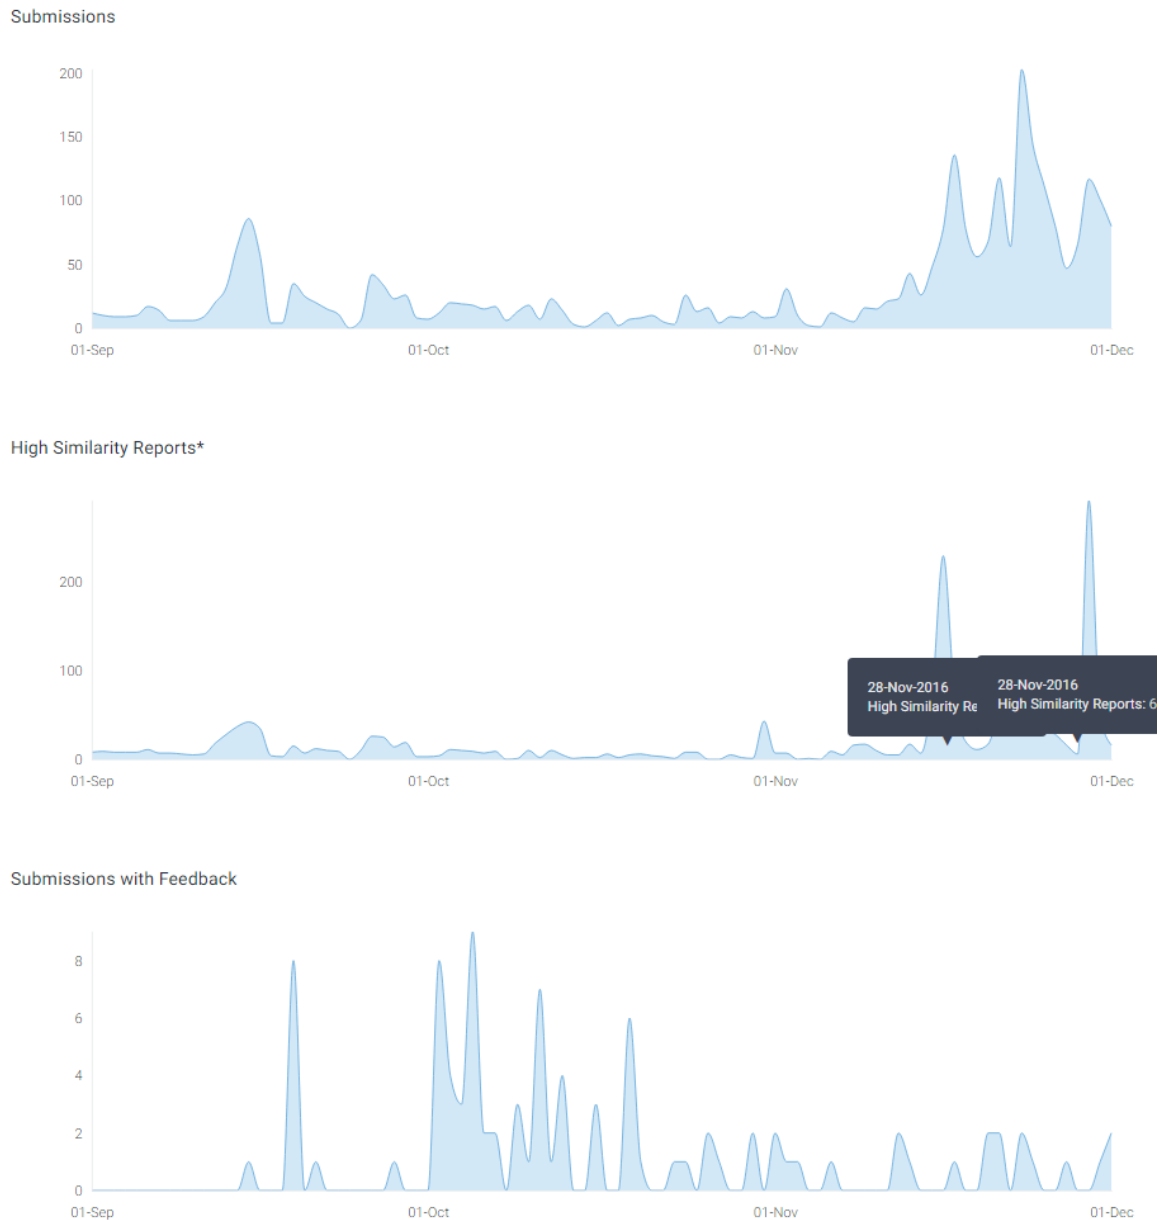 Submissions
200
150
100
50
0
01-Sep 01-Oct 01-Nov 01-Dec
High Similarity Reports*
200
100
0
28-Nov-2016
High Similarity Re
28-Nov-2016
High Similarity Reports: 6
01-Sep 01-Oct 01-Nov 01-Dec
Submissions with Feedback
8
6
4
2
0
01-Sep 01-Oct 01-Nov 01-Dec